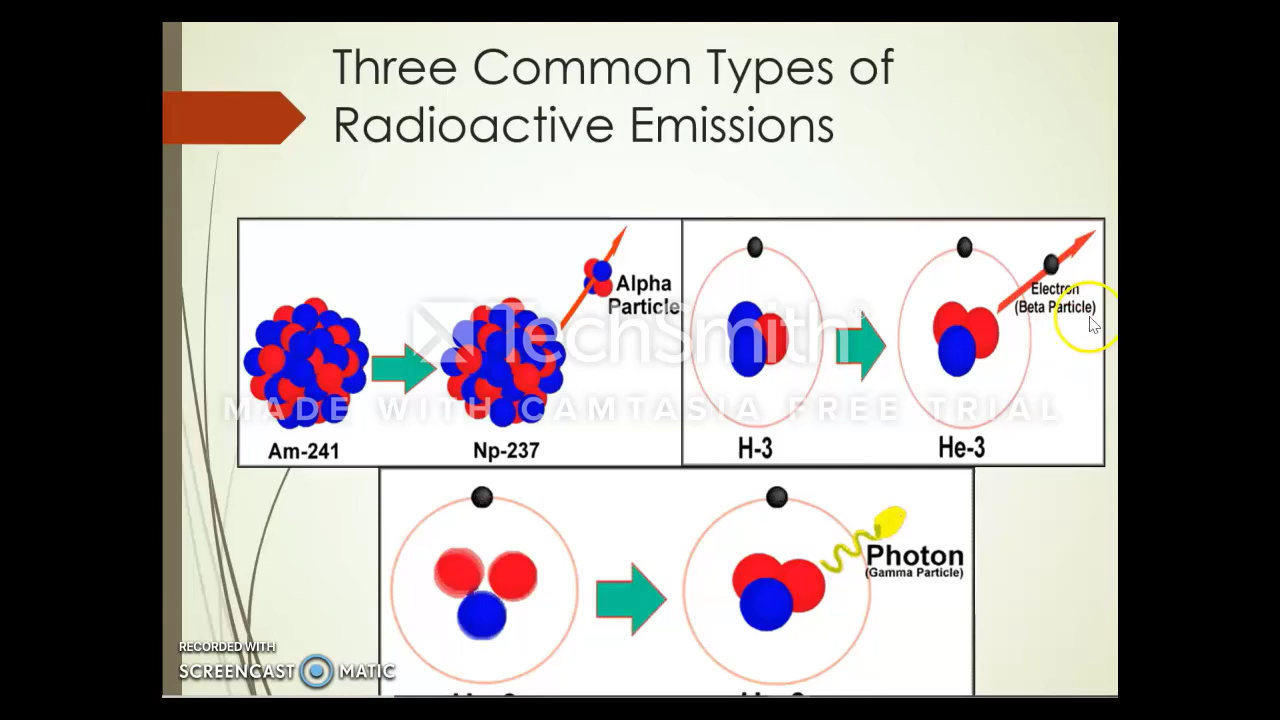 Three Common Types of
Radioactive Emissions
Alpha
Particle
Am-241
Np-237
Electron
(Beta Particle)
H-3
He-3
TechSmith
MADE WITH CAMTASIA FREE TRIAL
Photon
(Gamma Particle)
RECORDED WITH
SCREENCAST MATIC